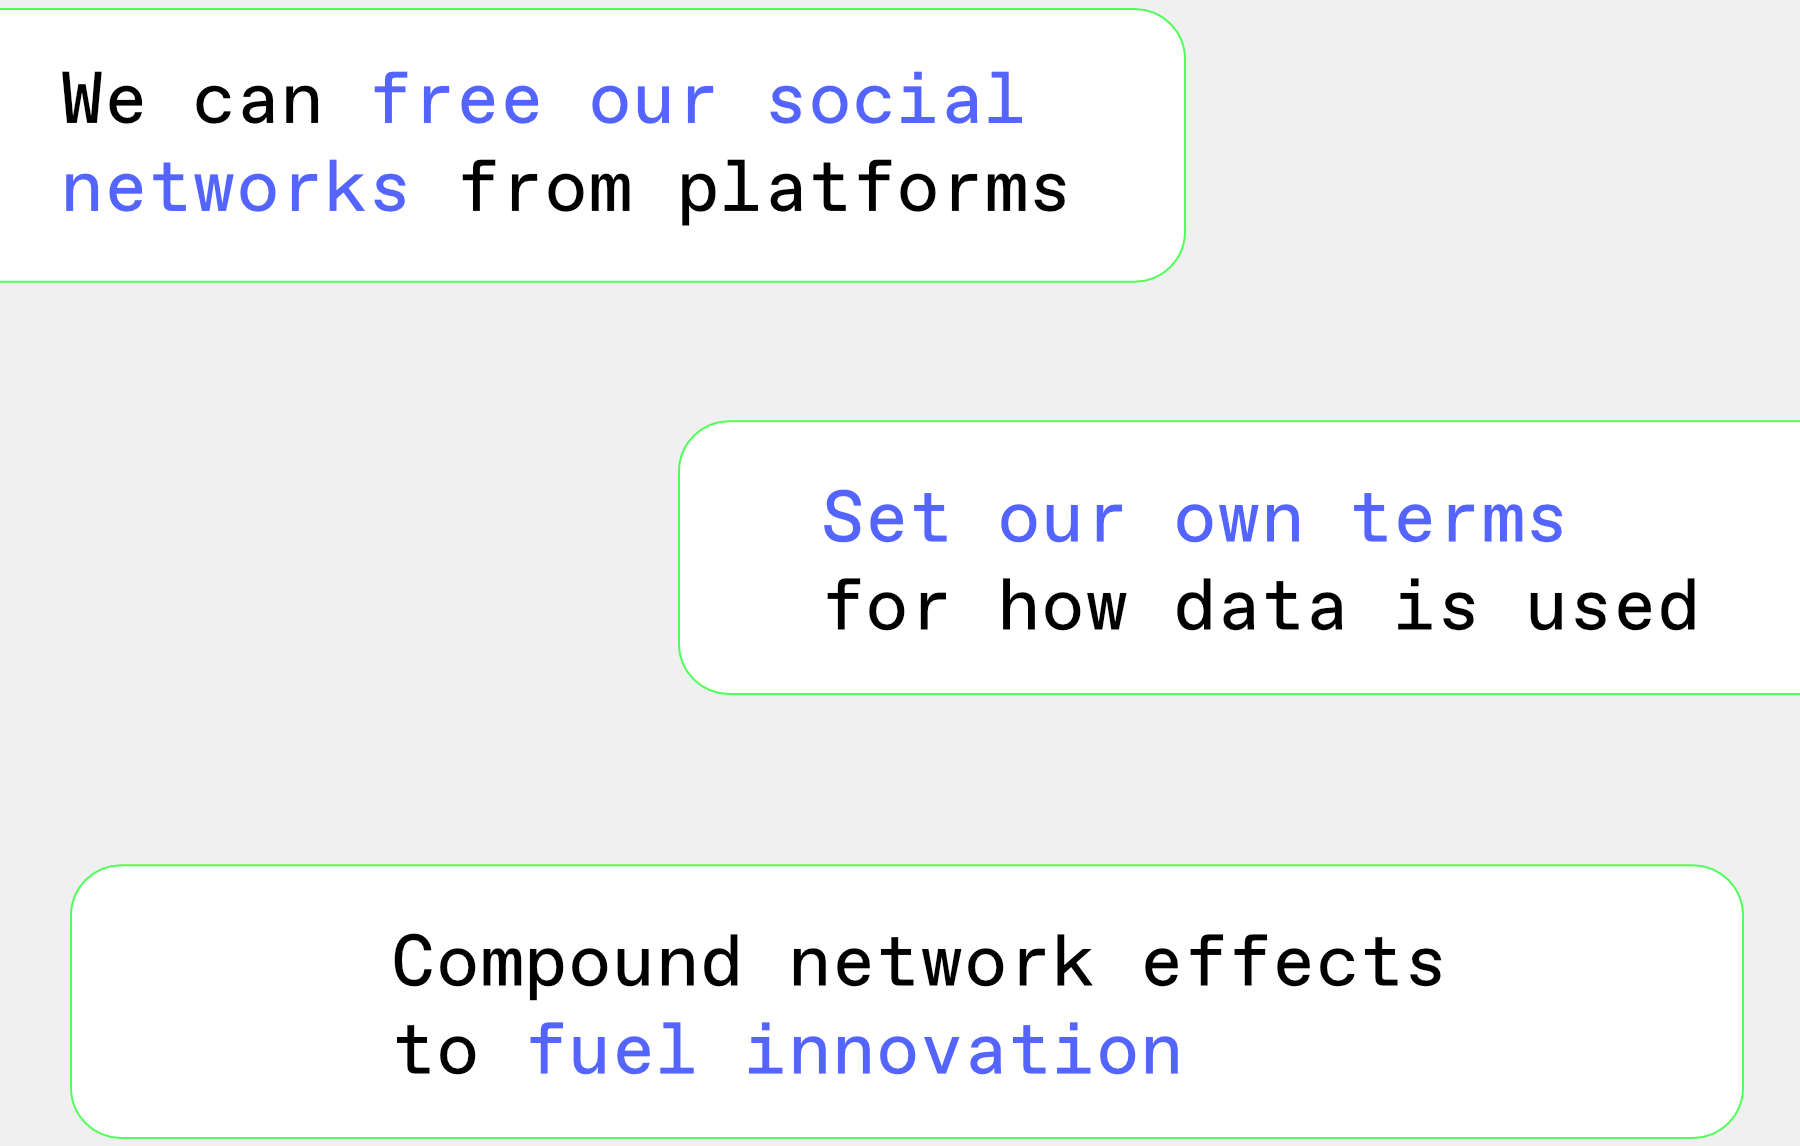 We can free our social
networks from platforms
Set our own terms
for how data is used
Compound network effects
to fuel innovation